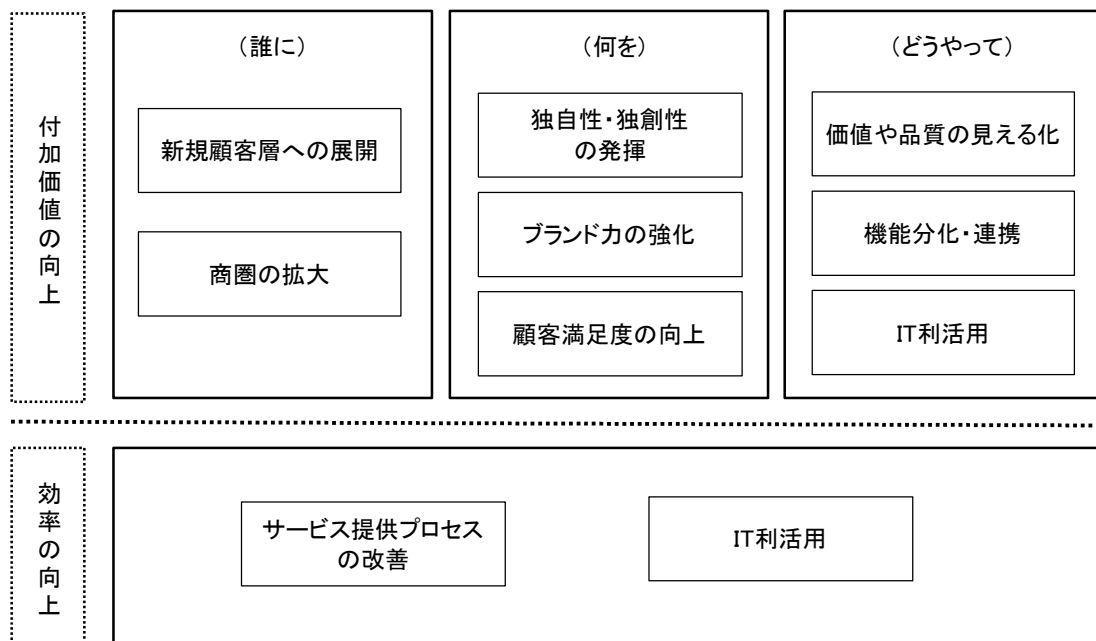 付加価値の向上
(誰に)
新規顧客層への展開
商圏の拡大
(何を)
独自性・独創性
の発揮
ブランド力の強化
顧客満足度の向上
(どうやって)
価値や品質の見える化
機能分化・連携
IT利活用
効率の向上
サービス提供プロセス
の改善
IT利活用